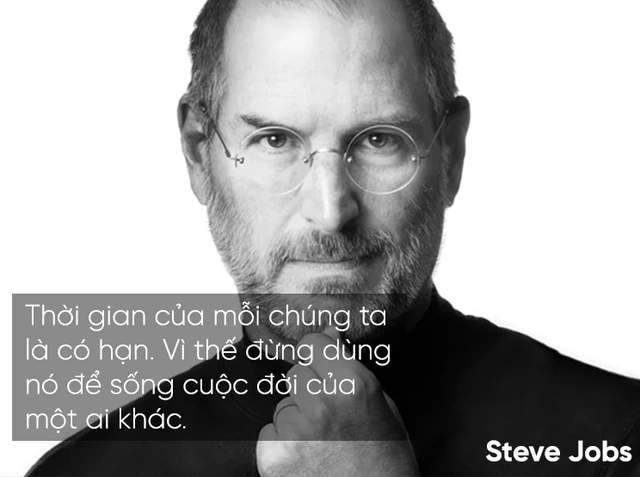 Thời gian của mỗi chúng ta
là có hạn. Vì thế đừng dùng
nó để sống cuộc đời của
một ai khác.
Steve Jobs